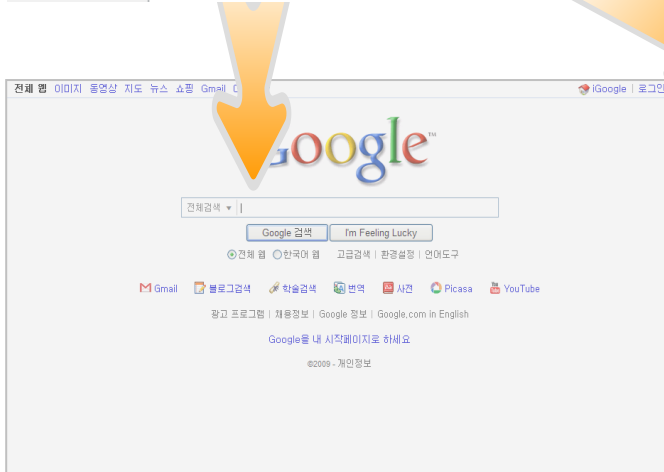 전체 웹 이미지 동영상 지도 뉴스 쇼핑 Gmail
iGoogle | 로그인
Google™
전체검색 ▼
Google 검색 I'm Feeling Lucky
전체 웹 한국어 웹 고급검색 | 환경설정 | 언어도구
Gmail 블로그검색 학술검색 번역 사전 Picasa YouTube
광고 프로그램 | 채용정보 | Google 정보 | Google.com in English
Google을 내 시작페이지로 하세요
©2009 - 개인정보